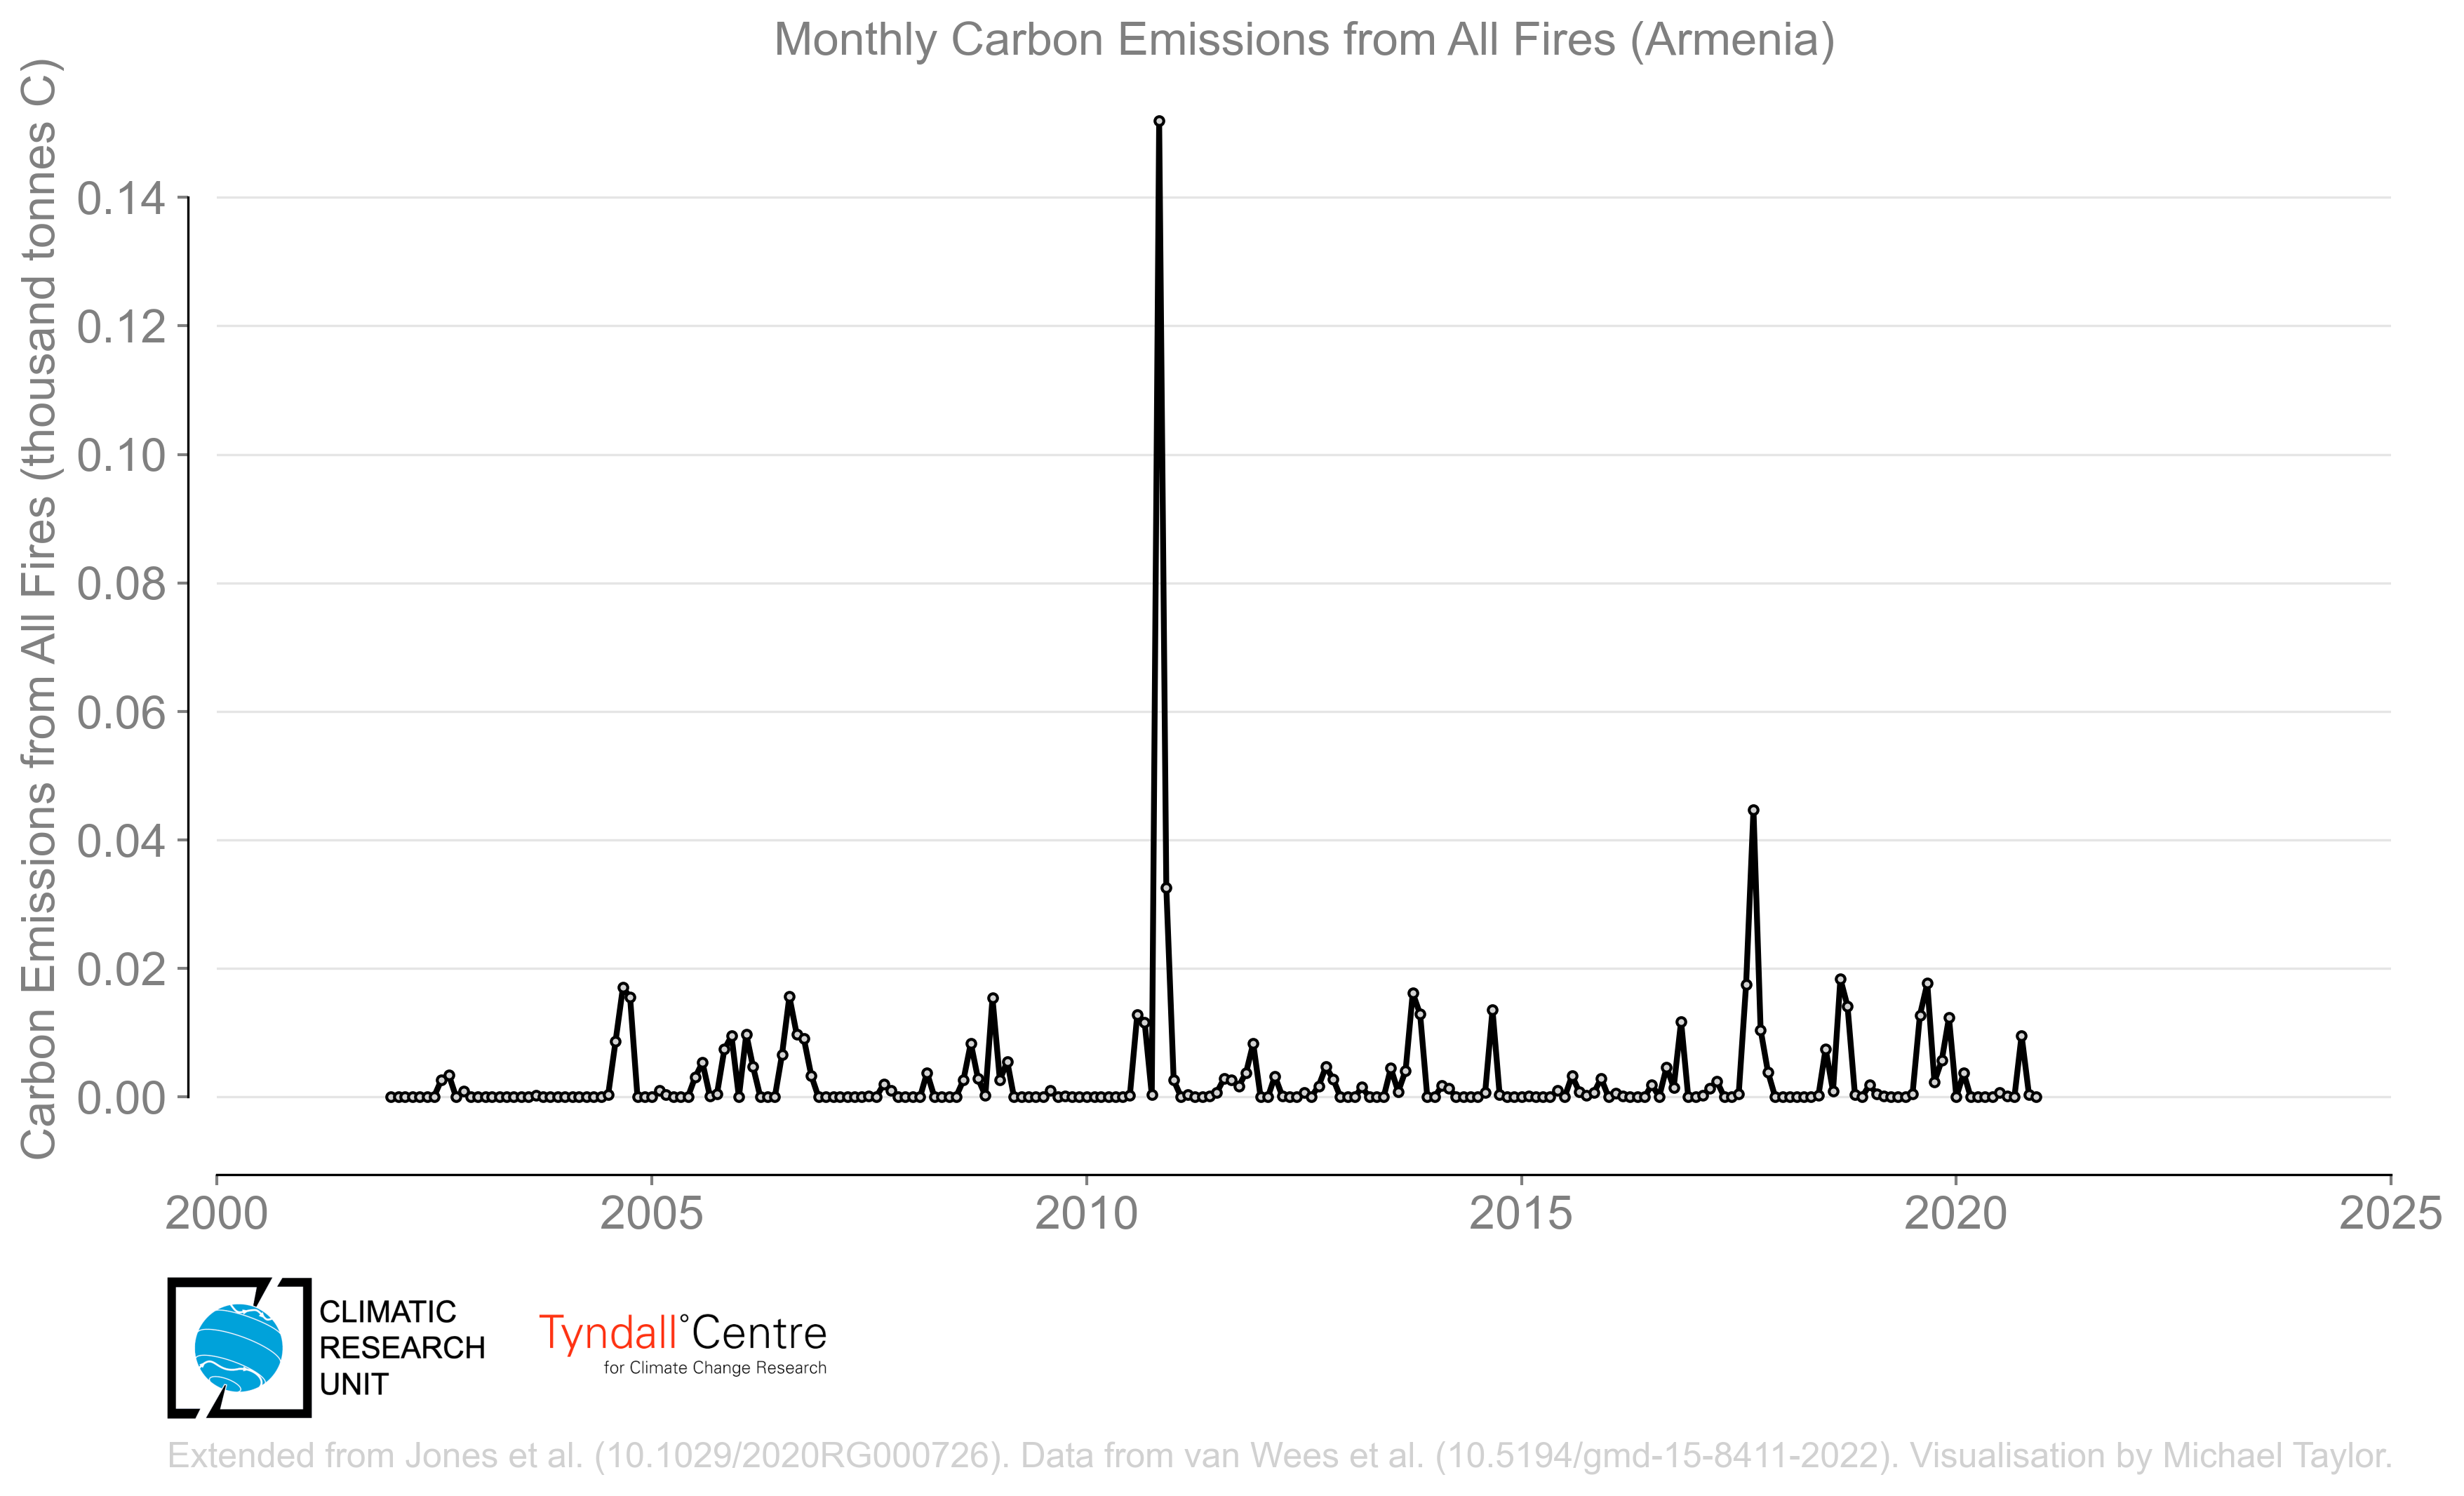 Monthly Carbon Emissions from All Fires (Armenia)
Carbon Emissions from All Fires (thousand tonnes C)
0.14
0.12
0.10
0.08
0.06
0.04
0.02
0.00
2000 2005 2010 2015 2020 2025
CLIMATIC
RESEARCH
UNIT
Tyndall°Centre
for Climate Change Research
Extended from Jones et al. (10.1029/2020RG000726). Data from van Wees et al. (10.5194/gmd-15-8411-2022). Visualisation by Michael Taylor.